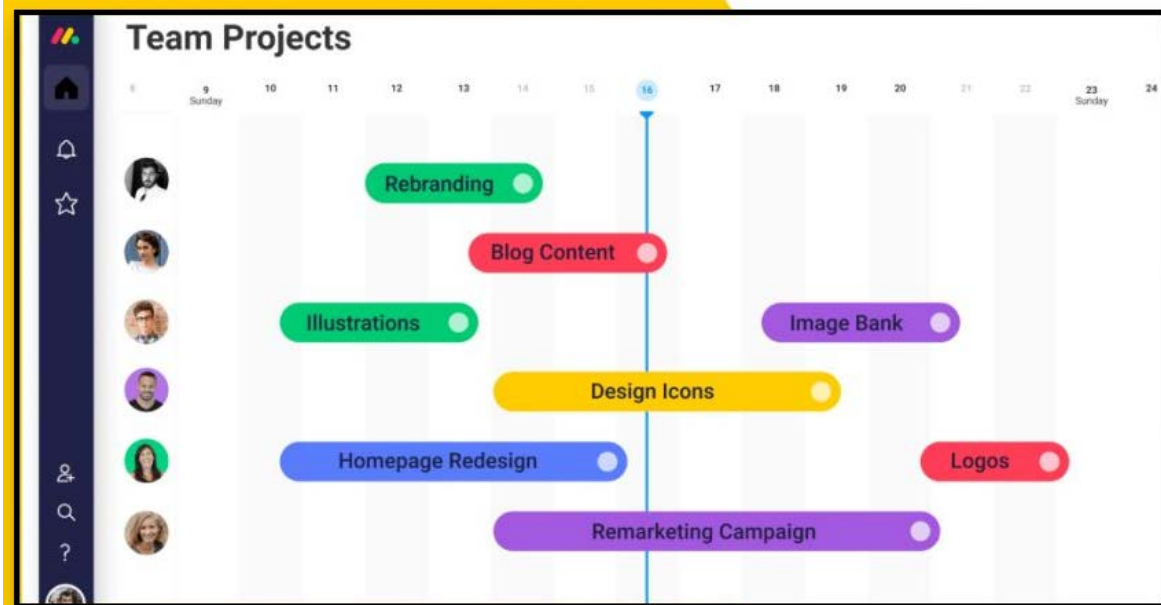 Team Projects
8 9 10 11 12 13 14 15 16 17 18 19 20 21 22 23 24
Sunday Sunday
Rebranding
Blog Content
Illustrations Image Bank
Design Icons
Homepage Redesign Logos
Remarketing Campaign
?